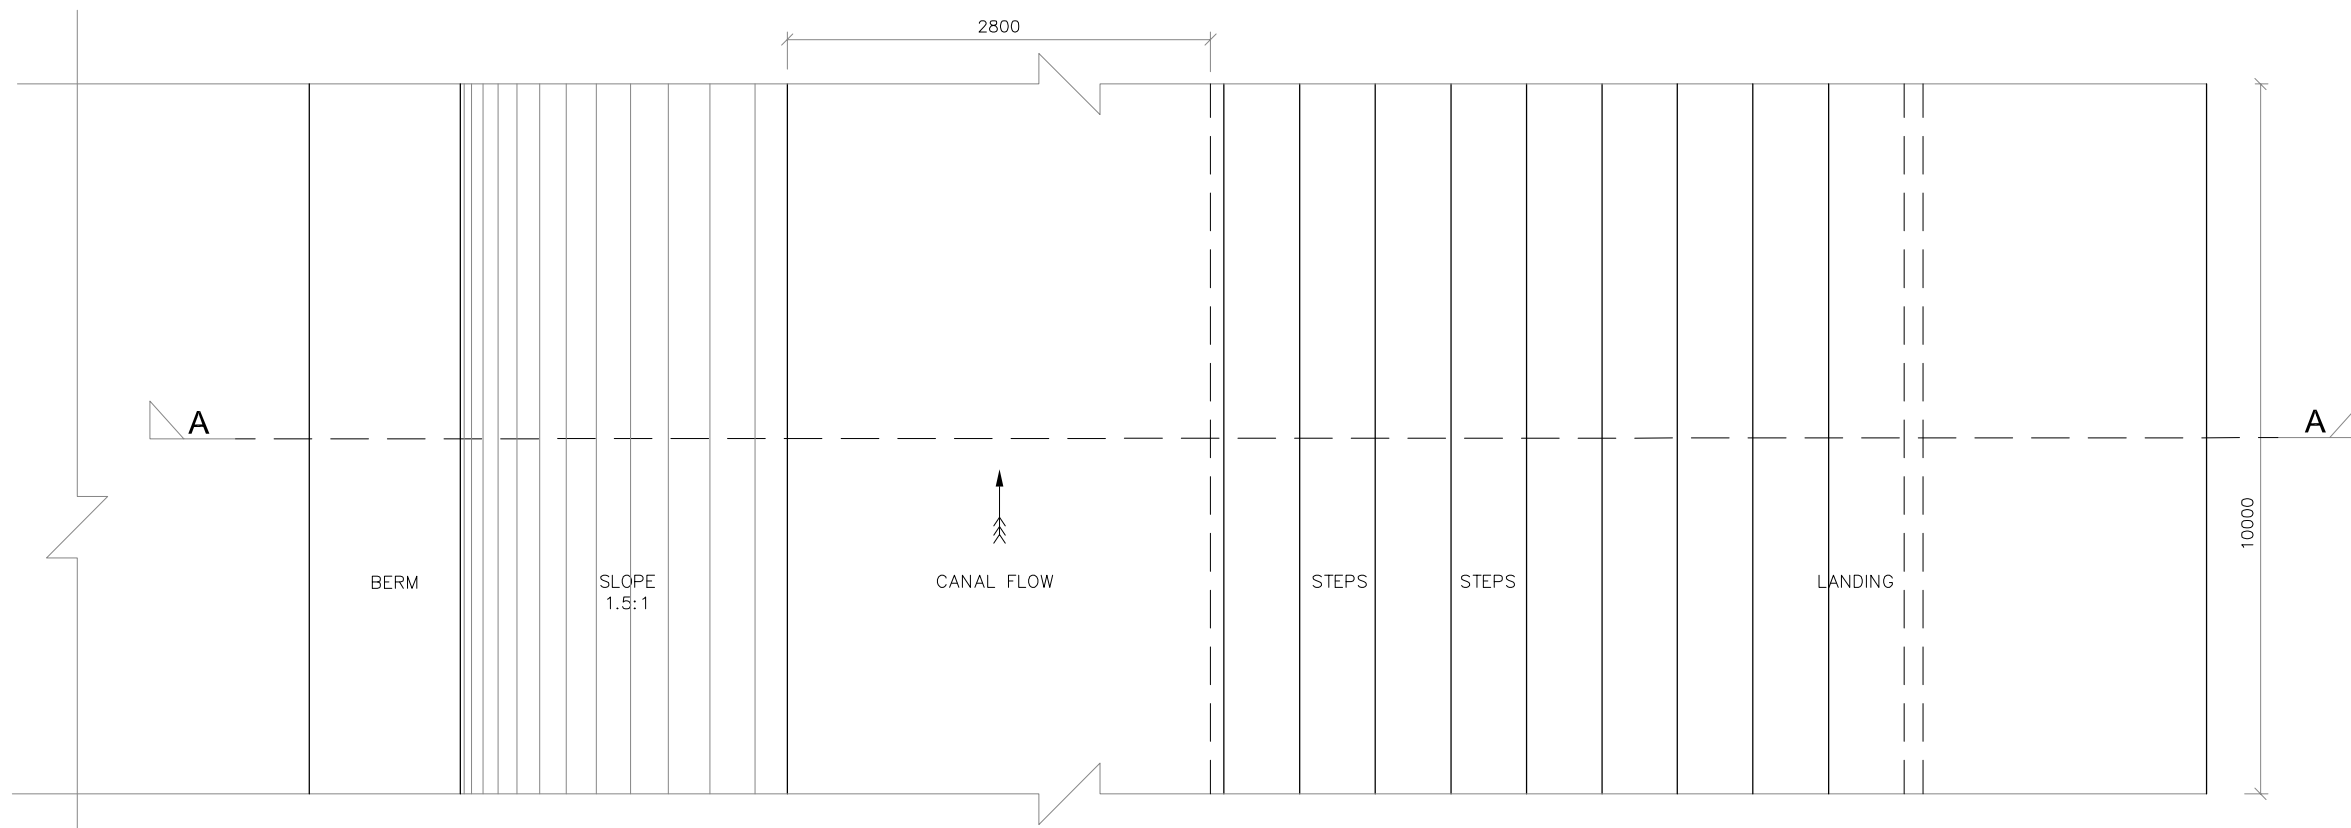 2800
A
A
10000
BERM
SLOPE
1.5:1
CANAL FLOW
STEPS
STEPS
LANDING